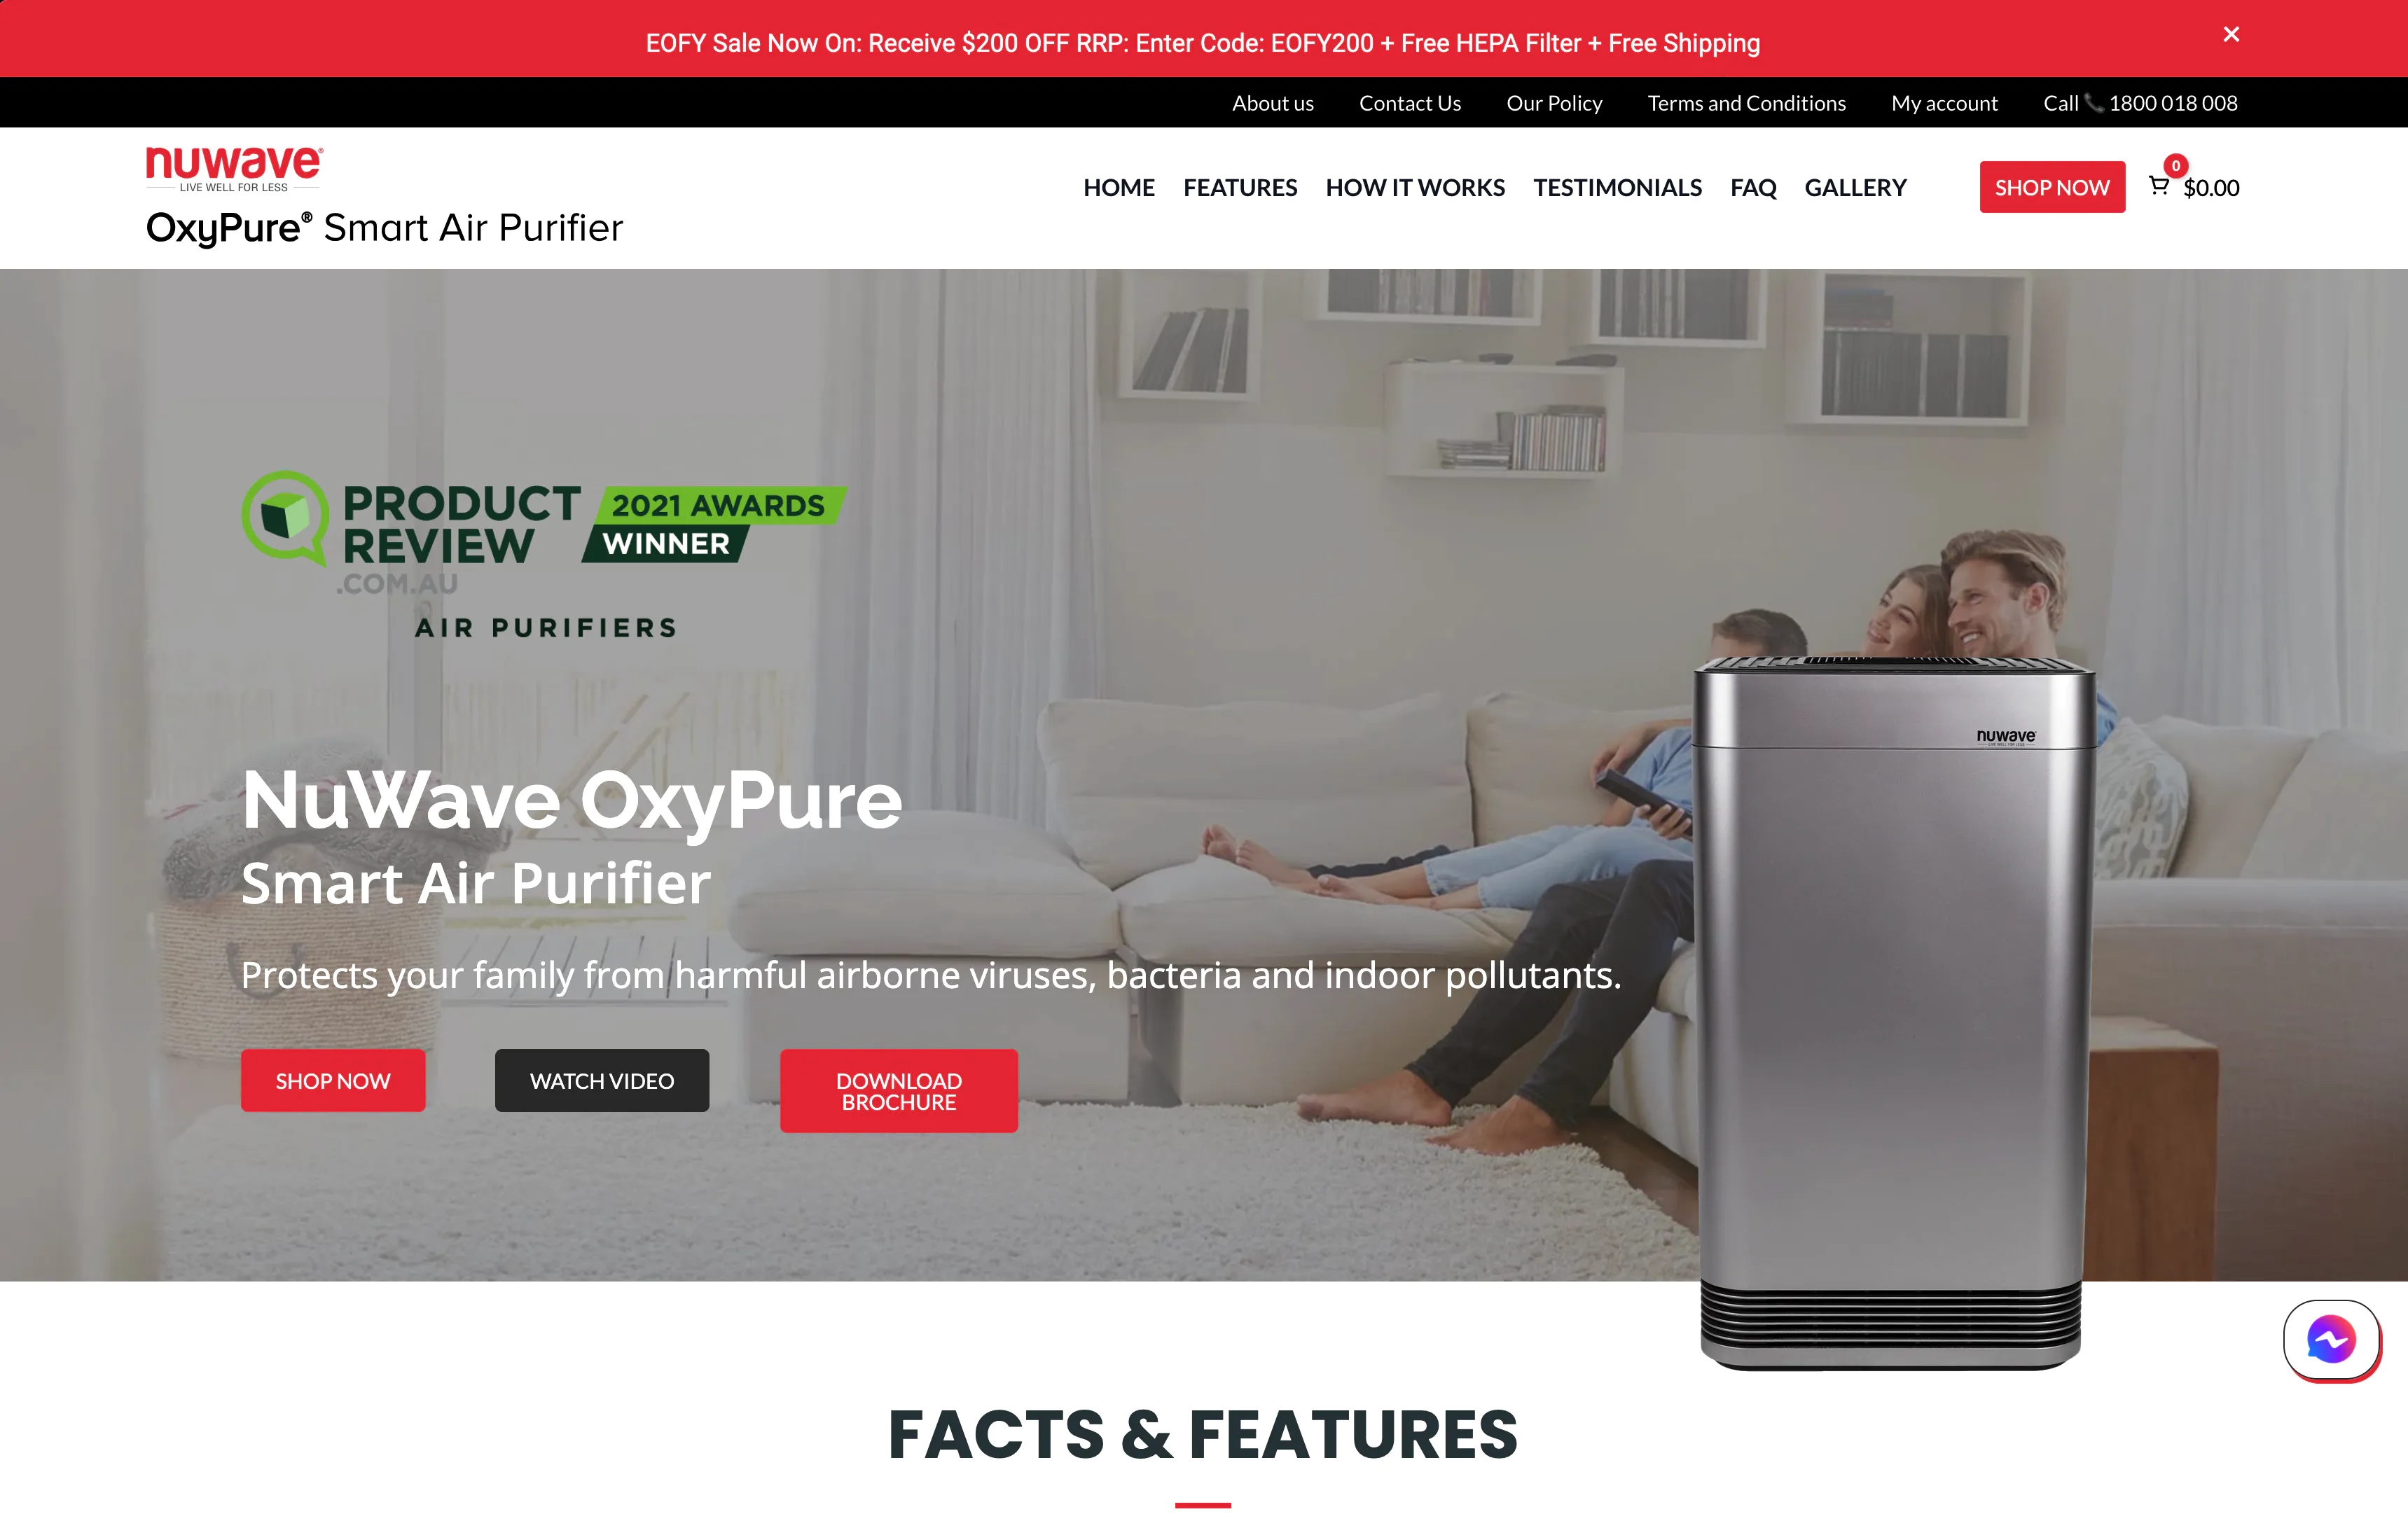 EOFY Sale Now On: Receive $200 OFF RRP: Enter Code: EOFY200 + Free HEPA Filter + Free Shipping
About us Contact Us Our Policy Terms and Conditions My account Call 1800 018 008
nuwave®
LIVE WELL FOR LESS
OxyPure® Smart Air Purifier
HOME FEATURES HOW IT WORKS TESTIMONIALS FAQ GALLERY SHOP NOW 0 $0.00
PRODUCT
REVIEW
.COM.AU
2021 AWARDS
WINNER
AIR PURIFIERS
nuwave
LIVE WELL FOR LESS
NuWave OxyPure
Smart Air Purifier
Protects your family from harmful airborne viruses, bacteria and indoor pollutants.
SHOP NOW
WATCH VIDEO
DOWNLOAD
BROCHURE
FACTS & FEATURES